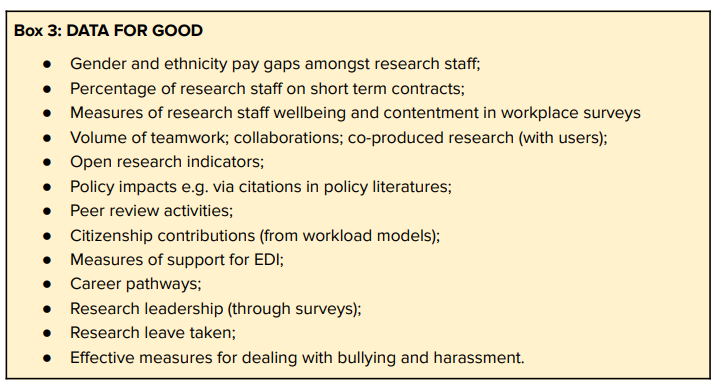 Box 3: DATA FOR GOOD
● Gender and ethnicity pay gaps amongst research staff;
● Percentage of research staff on short term contracts;
● Measures of research staff wellbeing and contentment in workplace surveys
● Volume of teamwork; collaborations; co-produced research (with users);
● Open research indicators;
● Policy impacts e.g. via citations in policy literatures;
● Peer review activities;
● Citizenship contributions (from workload models);
● Measures of support for EDI;
● Career pathways;
● Research leadership (through surveys);
● Research leave taken;
● Effective measures for dealing with bullying and harassment.